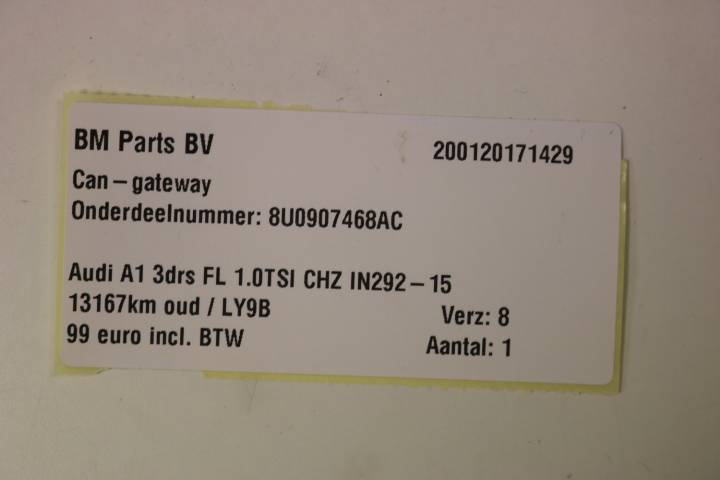 BM Parts BV 200120171429
Can-gateway
Onderdeelnummer: 8U0907468AC
Audi A1 3drs FL 1.0TSI CHZ IN292-15
13167km oud / LY9B Verz: 8
99 euro incl. BTW Aantal: 1